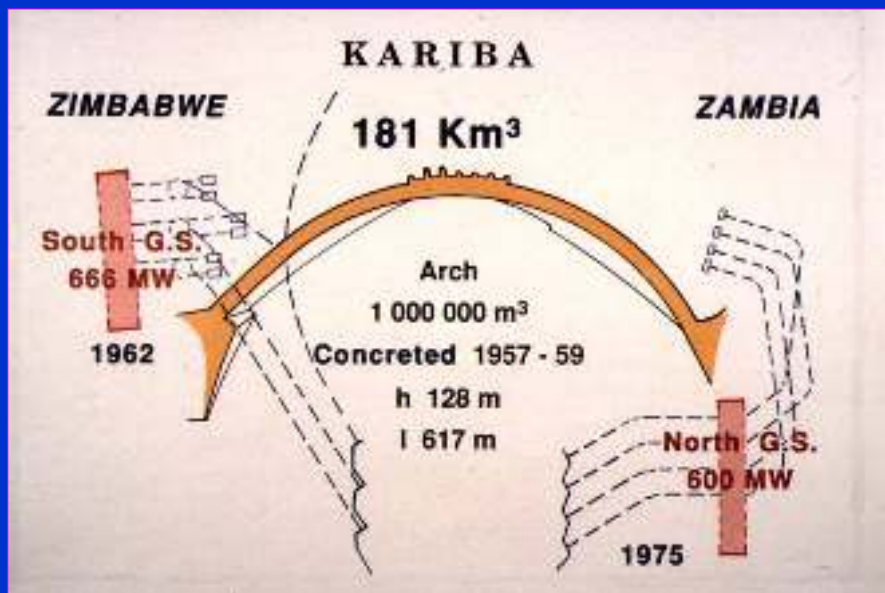 KARIBA
ZIMBABWE
ZAMBIA
181 Km³
South G.S.
666 MW
1962
Arch
1 000 000 m³
Concreted 1957 - 59
h 128 m
l 617 m
North G.S.
600 MW
1975